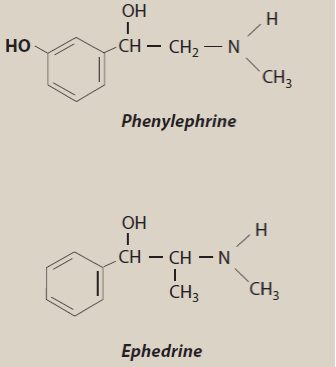 OH
H
HO
CH — CH₂ — N
CH₃
Phenylephrine
OH
H
CH — CH — N
CH₃
CH₃
Ephedrine